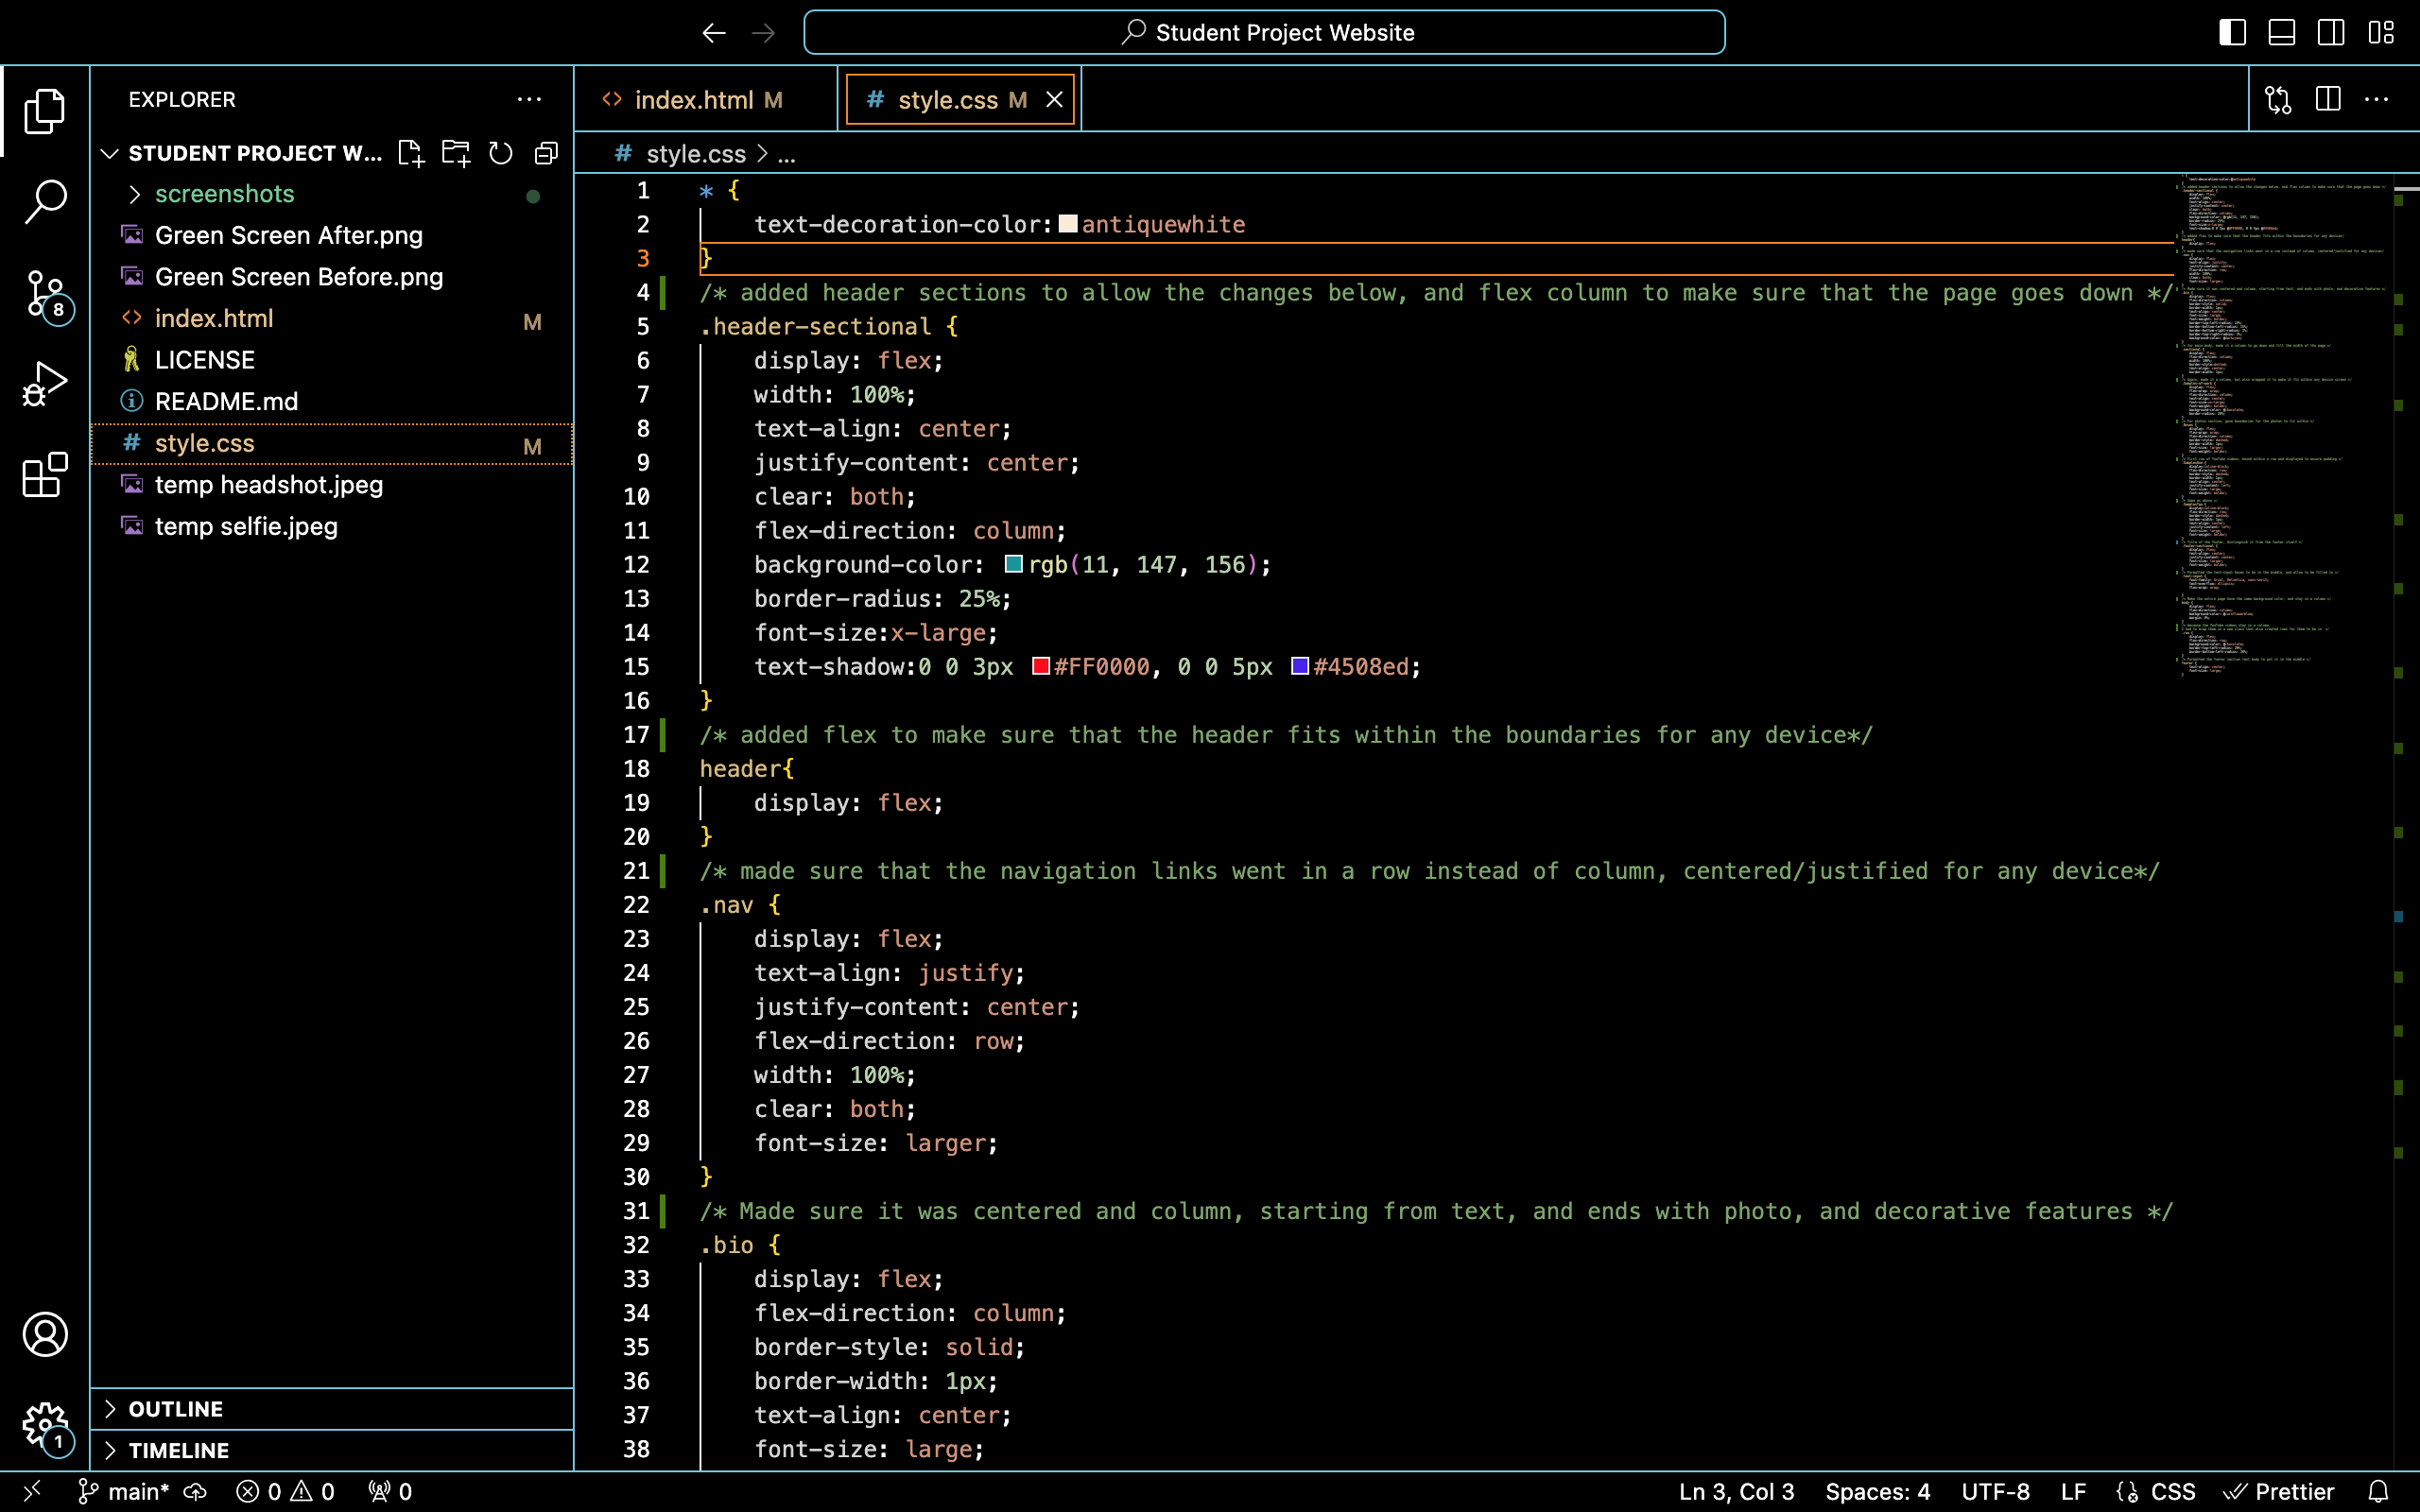 Student Project Website
EXPLORER
STUDENT PROJECT W...
screenshots
Green Screen After.png
Green Screen Before.png
8
index.html M
LICENSE
README.md
style.css M
temp headshot.jpeg
temp selfie.jpeg
OUTLINE
1
TIMELINE
index.html M
# style.css M
# style.css > ...
1 * {
2 text-decoration-color: antiquewhite
3 }
4 /* added header sections to allow the changes below, and flex column to make sure that the page goes down */
5 .header-sectional {
6 display: flex;
7 width: 100%;
8 text-align: center;
9 justify-content: center;
10 clear: both;
11 flex-direction: column;
12 background-color: rgb(11, 147, 156);
13 border-radius: 25%;
14 font-size:x-large;
15 text-shadow:0 0 3px #FF0000, 0 0 5px #4508ed;
16 }
17 /* added flex to make sure that the header fits within the boundaries for any device*/
18 header{
19 display: flex;
20 }
21 /* made sure that the navigation links went in a row instead of column, centered/justified for any device*/
22 .nav {
23 display: flex;
24 text-align: justify;
25 justify-content: center;
26 flex-direction: row;
27 width: 100%;
28 clear: both;
29 font-size: larger;
30 }
31 /* Made sure it was centered and column, starting from text, and ends with photo, and decorative features */
32 .bio {
33 display: flex;
34 flex-direction: column;
35 border-style: solid;
36 border-width: 1px;
37 text-align: center;
38 font-size: large;
main* 0 0 0 Ln 3, Col 3 Spaces: 4 UTF-8 LF CSS Prettier